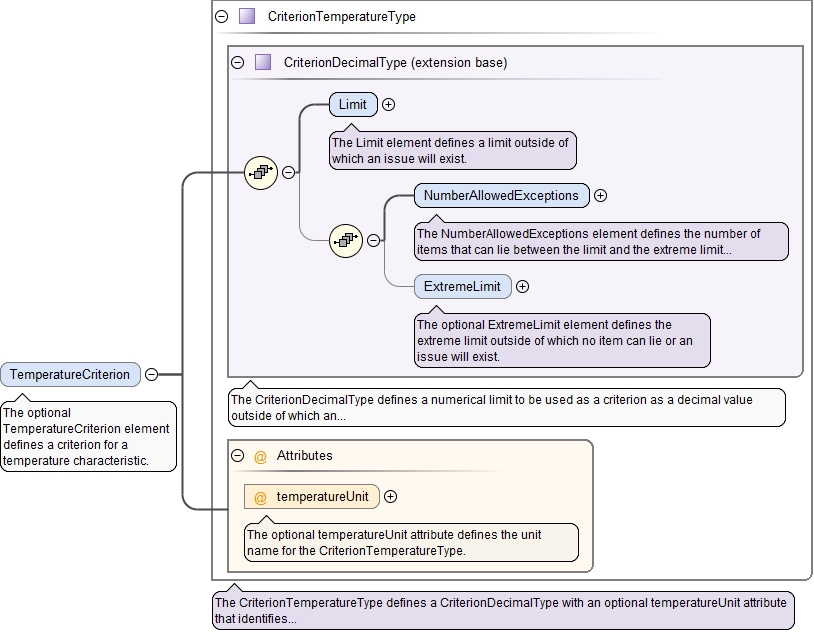 CriterionTemperatureType
CriterionDecimalType (extension base)
Limit
The Limit element defines a limit outside of
which an issue will exist.
NumberAllowedExceptions
The NumberAllowedExceptions element defines the number of
items that can lie between the limit and the extreme limit...
ExtremeLimit
The optional ExtremeLimit element defines the
extreme limit outside of which no item can lie or an
issue will exist.
TemperatureCriterion
The optional
TemperatureCriterion element
defines a criterion for a
temperature characteristic.
The CriterionDecimalType defines a numerical limit to be used as a criterion as a decimal value
outside of which an...
@ Attributes
@ temperatureUnit
The optional temperatureUnit attribute defines the unit
name for the CriterionTemperatureType.
The CriterionTemperatureType defines a CriterionDecimalType with an optional temperatureUnit attribute
that identifies...